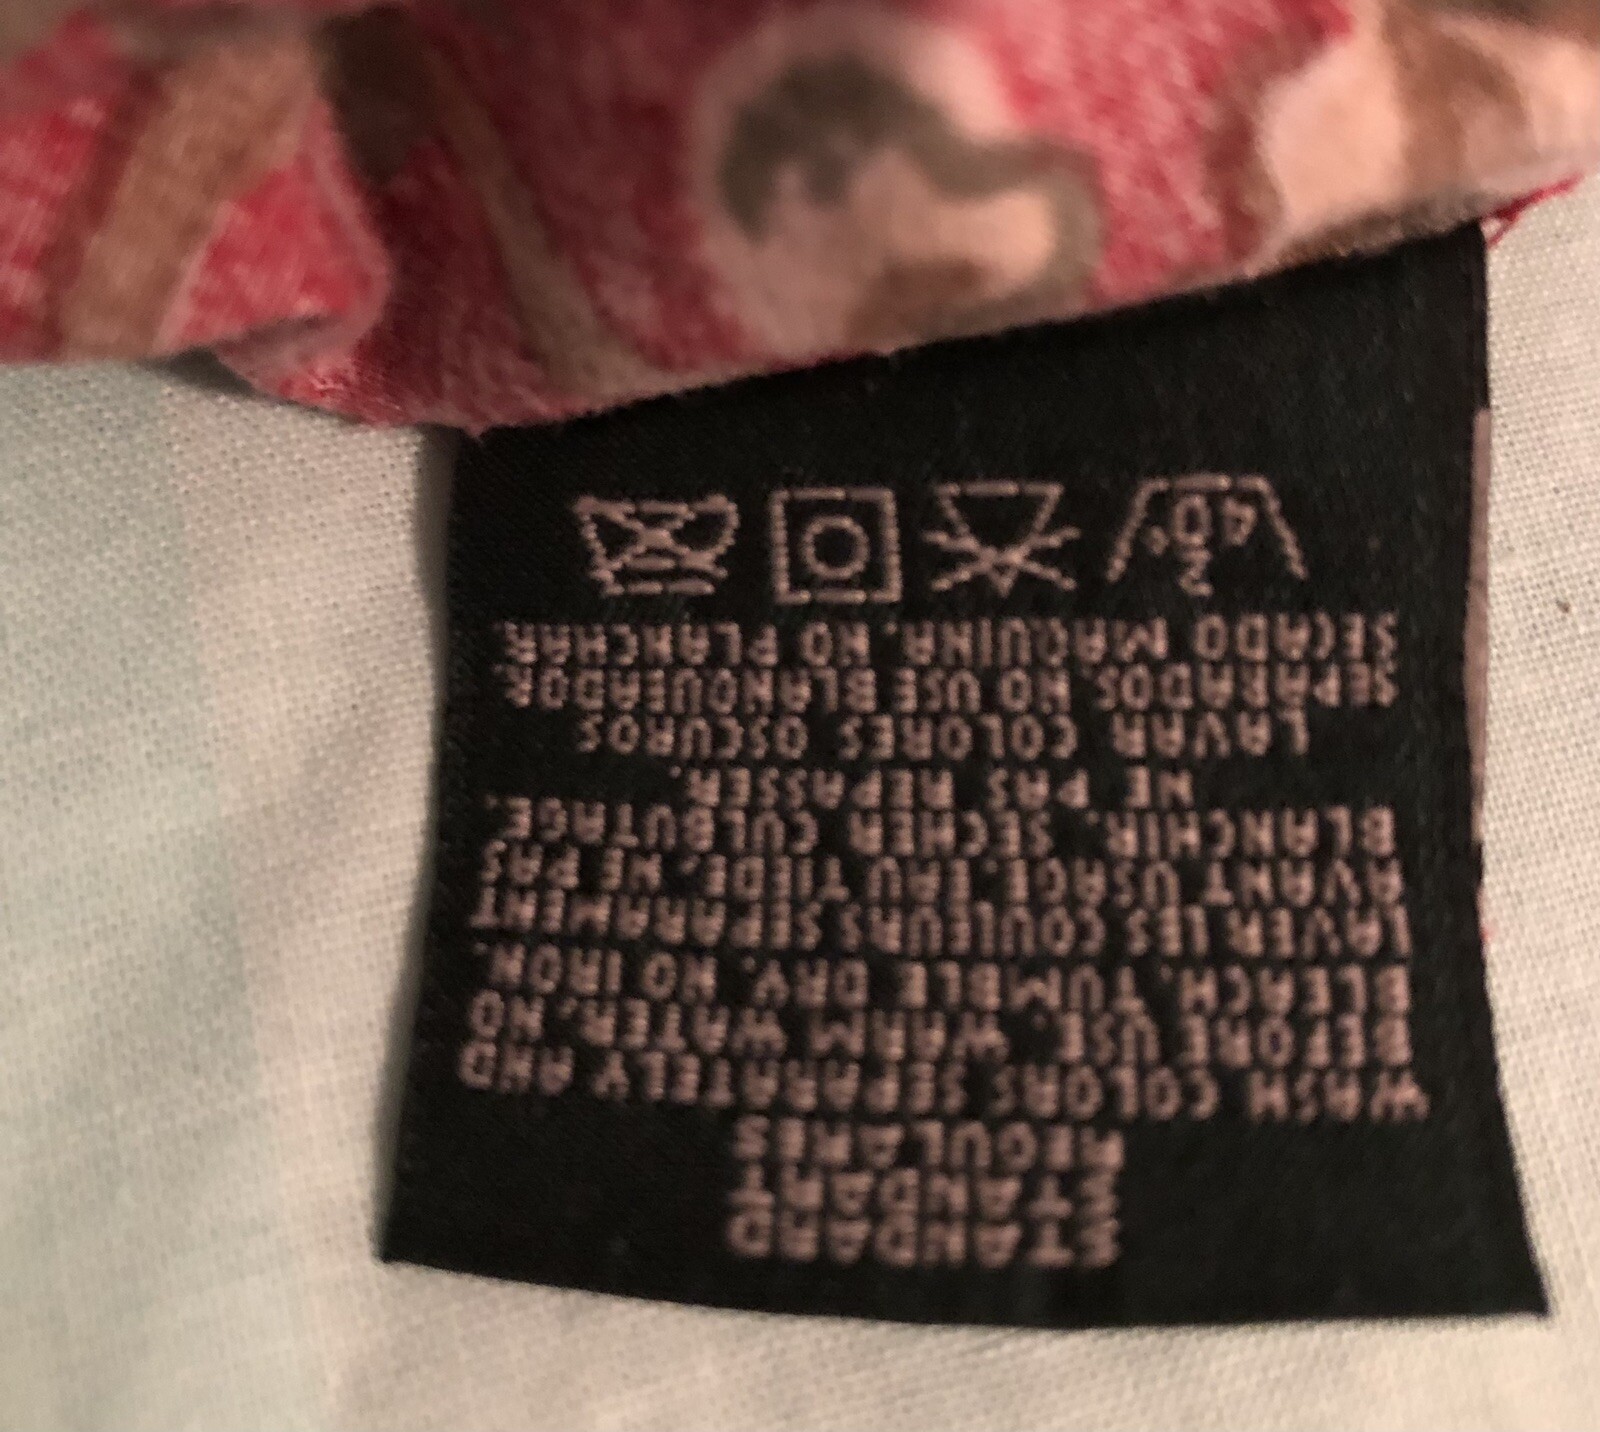 STANDARD
STANDART
REGULARES
WASH COLORS SEPARATELY AND
BEFORE USE. WARM WATER. NO
BLEACH. TUMBLE DRY. NO IRON.
LAVER LES COULEURS SEPARAMENT
AVANT USAGE. EAU TIEDE. NE PAS
BLANCHIR. SECHER CULBUTAGE.
NE PAS REPASSER.
LAVAR COLORES OSCUROS
SEPARADOS. NO USE BLANQUEADOR
SECADO MAQUINA. NO PLANCHAR
40°